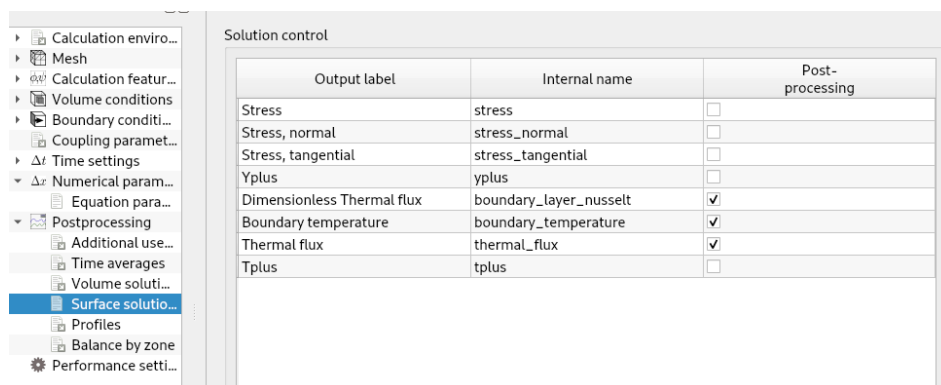 Calculation enviro...
Mesh
Calculation featur...
Volume conditions
Boundary conditi...
Coupling paramet...
Δt Time settings
Δx Numerical param...
Equation para...
Postprocessing
Additional use...
Time averages
Volume soluti...
Surface solutio...
Profiles
Balance by zone
Performance setti...
Solution control
Output label Internal name Post-
processing
Stress stress
Stress, normal stress_normal
Stress, tangential stress_tangential
Yplus yplus
Dimensionless Thermal flux boundary_layer_nusselt
Boundary temperature boundary_temperature
Thermal flux thermal_flux
Tplus tplus